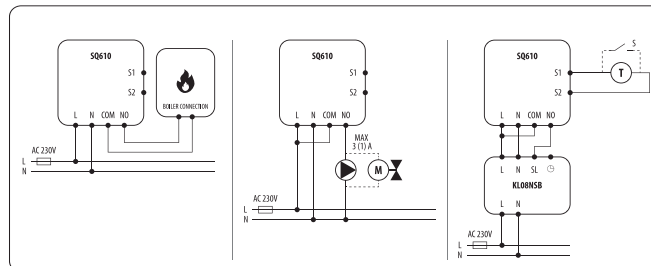 SQ610
S1
S2
L N COM NO
BOILER CONNECTION
AC 230V
L
N
SQ610
S1
S2
L N COM NO
MAX
3 (1) A
M
AC 230V
L
N
SQ610
S1
S2
L N COM NO
S
T
L N SL
KL08NSB
L N
AC 230V
L
N